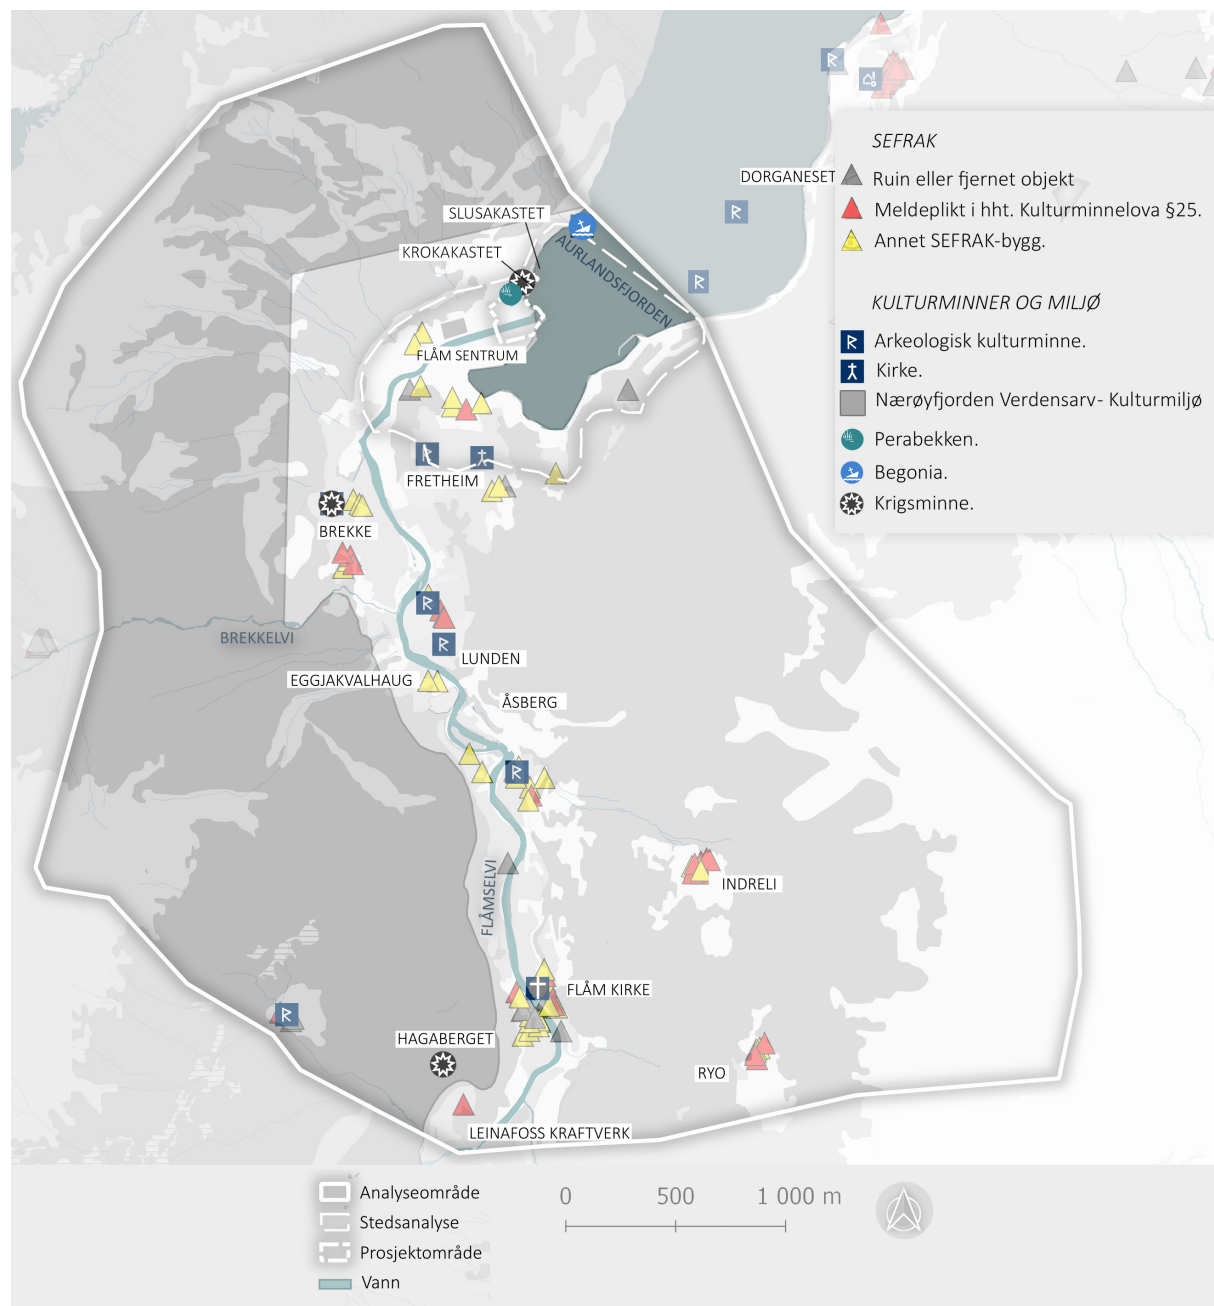 DORGANESET
SEFRAK
Ruin eller fjernet objekt
Meldeplikt i hht. Kulturminnelova §25.
Annet SEFRAK-bygg.
KULTURMINNER OG MILJØ
Arkeologisk kulturminne.
Kirke.
Nærøyfjorden Verdensarv- Kulturmiljø
Perabekken.
Begonia.
Krigsminne.
SLUSAKASTET
KROKAKASTET
AURLANDSFJORDEN
FLÅM SENTRUM
FRETHEIM
BREKKE
BREKKELVI
LUNDEN
EGGJAKVALHAUG
ÅSBERG
FLÅMSELVI
INDRELI
FLÅM KIRKE
HAGABERGET
RYO
LEINAFOSS KRAFTVERK
Analyseområde
Stedsanalyse
Prosjektområde
Vann
0 500 1 000 m